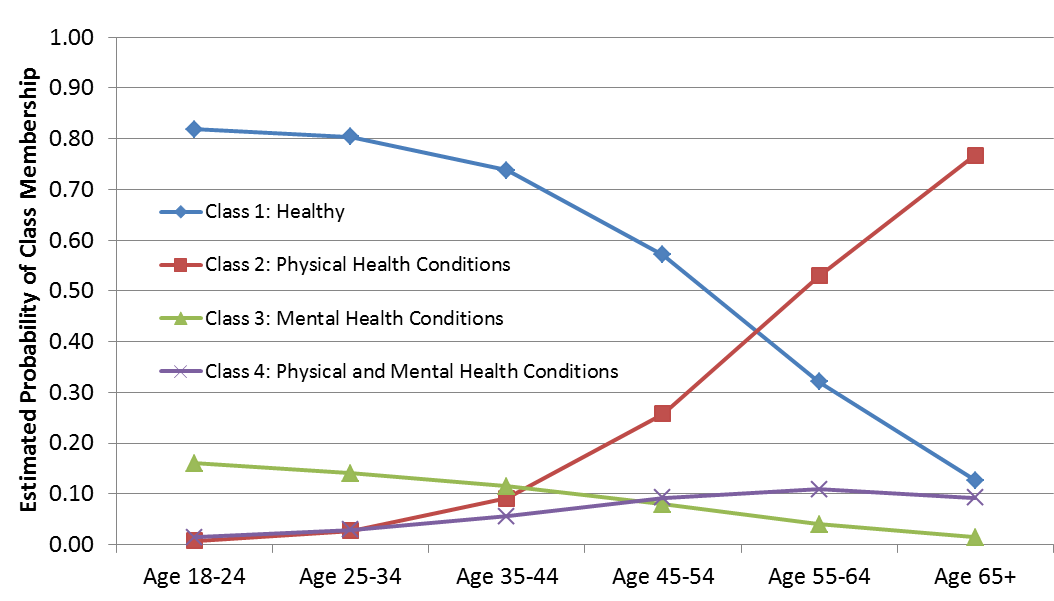 Estimated Probability of Class Membership
1.00
0.90
0.80
0.70
0.60
0.50
0.40
0.30
0.20
0.10
0.00
Class 1: Healthy
Class 2: Physical Health Conditions
Class 3: Mental Health Conditions
Class 4: Physical and Mental Health Conditions
Age 18-24 Age 25-34 Age 35-44 Age 45-54 Age 55-64 Age 65+